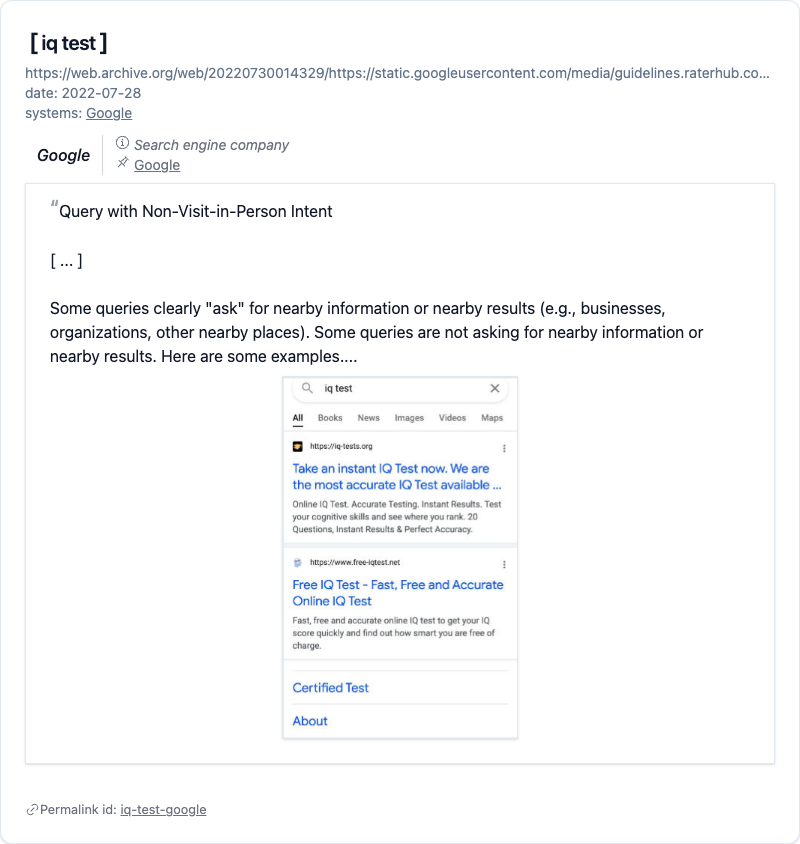 [ iq test ]
https://web.archive.org/web/20220730014329/https://static.googleusercontent.com/media/guidelines.raterhub.co...
date: 2022-07-28
systems: Google
Google
Search engine company
Google
“Query with Non-Visit-in-Person Intent
[ ... ]
Some queries clearly "ask" for nearby information or nearby results (e.g., businesses,
organizations, other nearby places). Some queries are not asking for nearby information or
nearby results. Here are some examples....
iq test
All Books News Images Videos Maps
https://iq-tests.org
Take an instant IQ Test now. We are
the most accurate IQ Test available ...
Online IQ Test. Accurate Testing. Instant Results. Test
your cognitive skills and see where you rank. 20
Questions, Instant Results & Perfect Accuracy.
https://www.free-iqtest.net
Free IQ Test - Fast, Free and Accurate
Online IQ Test
Fast, free and accurate online IQ test to get your IQ
score quickly and find out how smart you are free of
charge.
Certified Test
About
Permalink id: iq-test-google